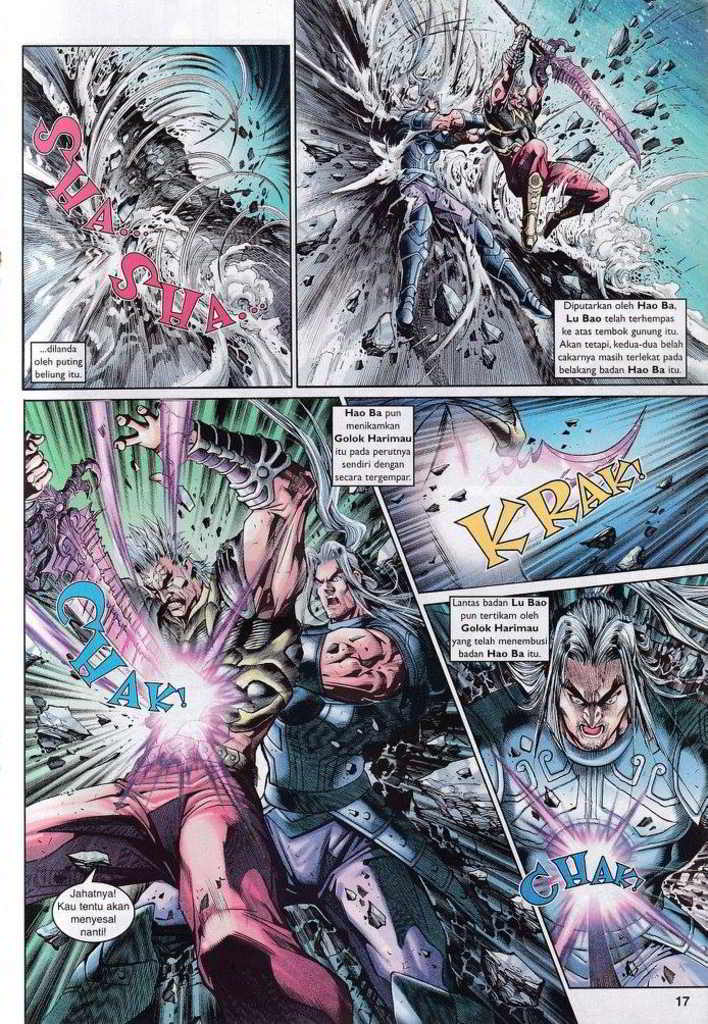 SHA...
SHA...
...dilanda
oleh puting
beliung itu.
Diputarkan oleh Hao Ba,
Lu Bao telah terhempas
ke atas tembok gunung itu.
Akan tetapi, kedua-dua belah
cakarnya masih terlekat pada
belakang badan Hao Ba itu.
Hao Ba pun
menikamkan
Golok Harimau
itu pada perutnya
sendiri dengan
secara tergempar.
CHAK!
Jahatnya!
Kau tentu akan
menyesal
nanti!
KRAK!
Lantas badan Lu Bao
pun tertikam oleh
Golok Harimau
yang telah menembusi
badan Hao Ba itu.
CHAK!
17